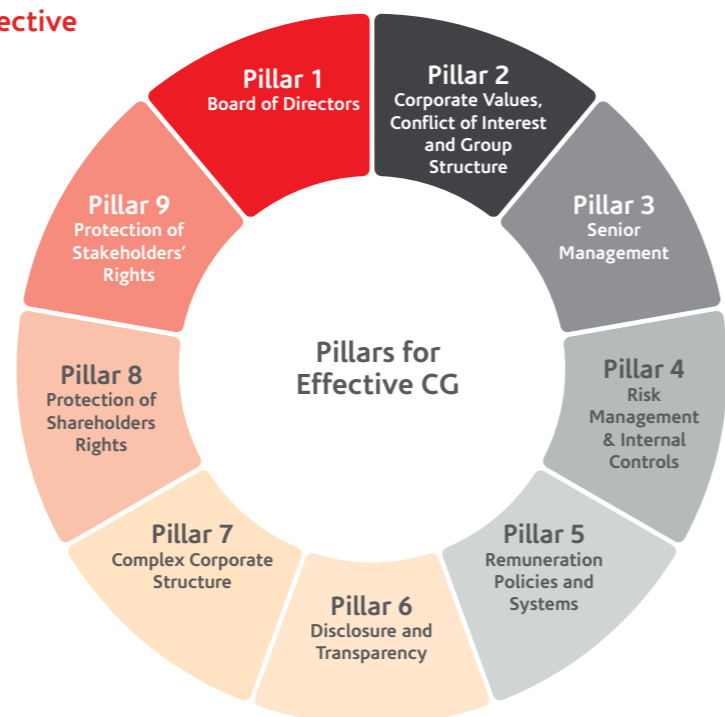 ective
Pillar 1
Board of Directors
Pillar 2
Corporate Values,
Conflict of Interest
and Group
Structure
Pillar 3
Senior
Management
Pillar 4
Risk
Management
& Internal
Controls
Pillar 5
Remuneration
Policies and
Systems
Pillar 6
Disclosure and
Transparency
Pillar 7
Complex Corporate
Structure
Pillar 8
Protection of
Shareholders
Rights
Pillar 9
Protection of
Stakeholders’
Rights
Pillars for
Effective CG